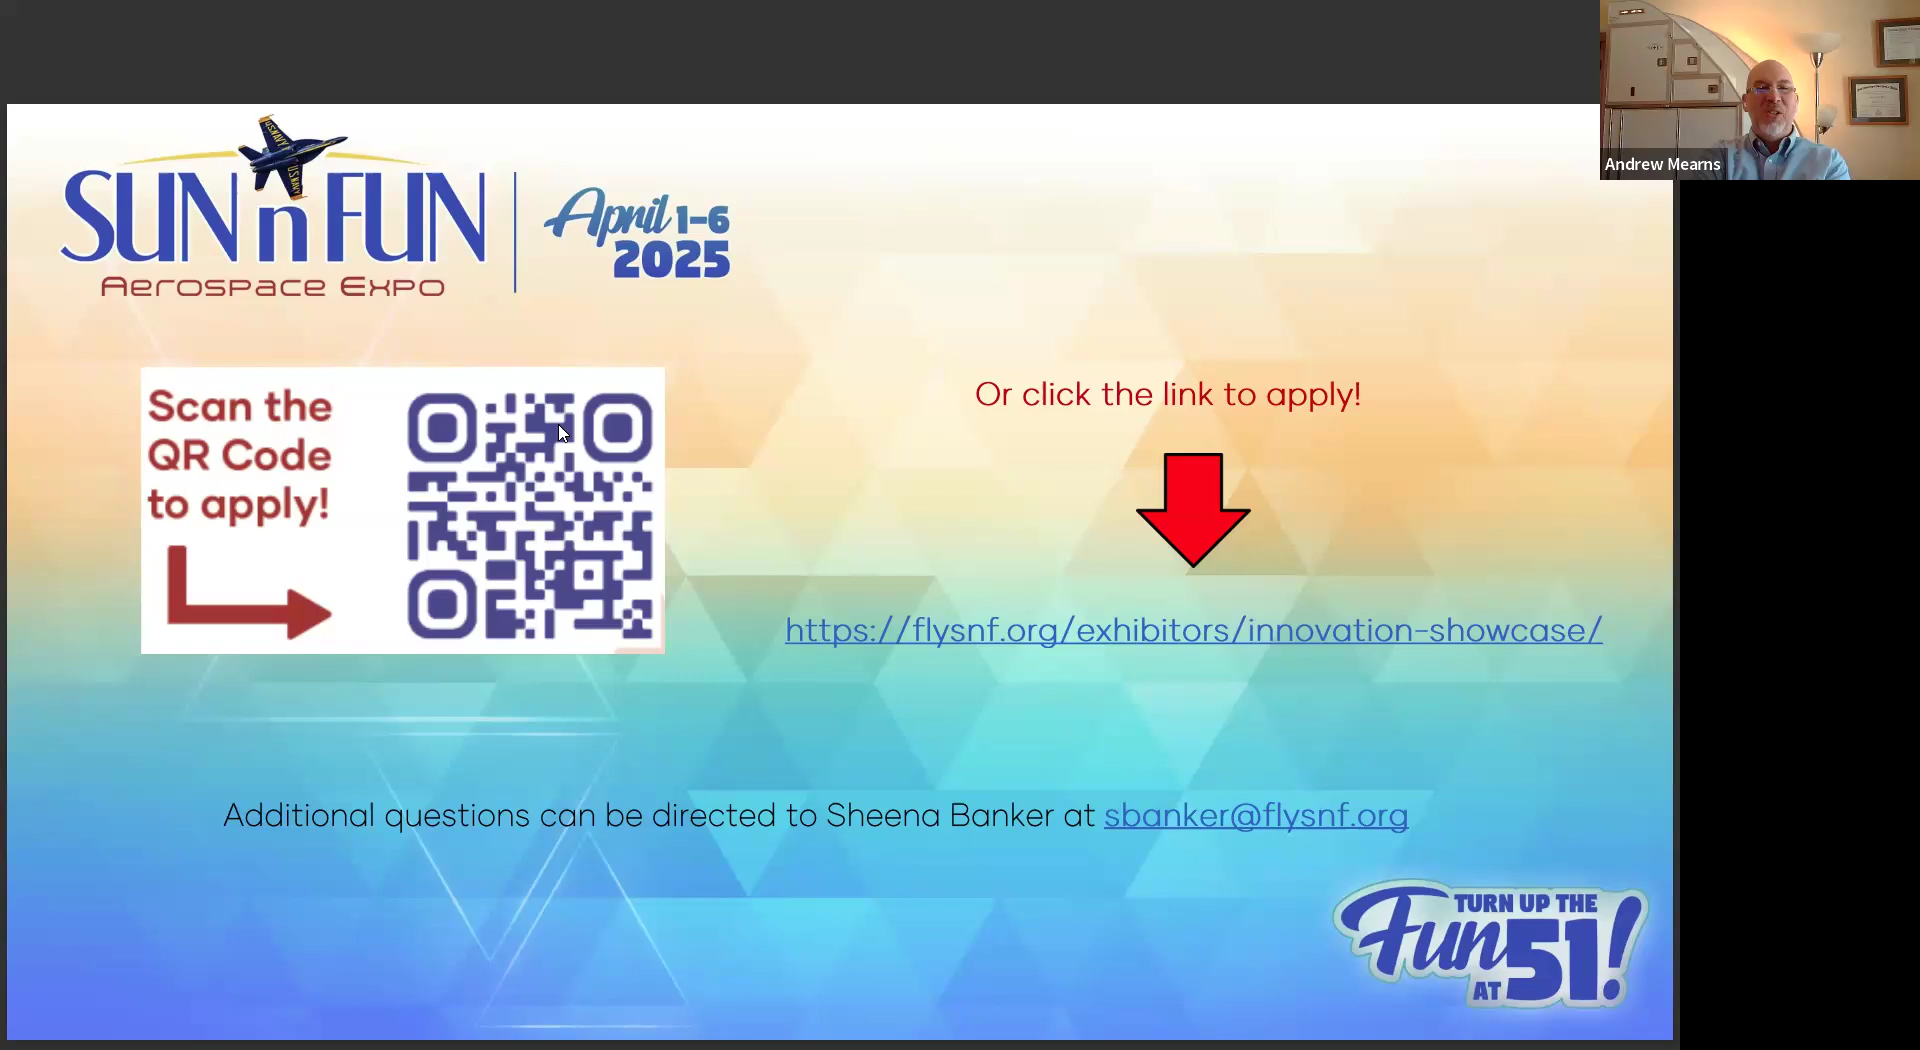 SUN n FUN
Aerospace Expo
April 1-6
2025
U.S.NAVY
U.S.NAVY
Andrew Mearns
Scan the
QR Code
to apply!
Or click the link to apply!
https://flysnf.org/exhibitors/innovation-showcase/
Additional questions can be directed to Sheena Banker at sbanker@flysnf.org
TURN UP THE
Fun
AT 51!